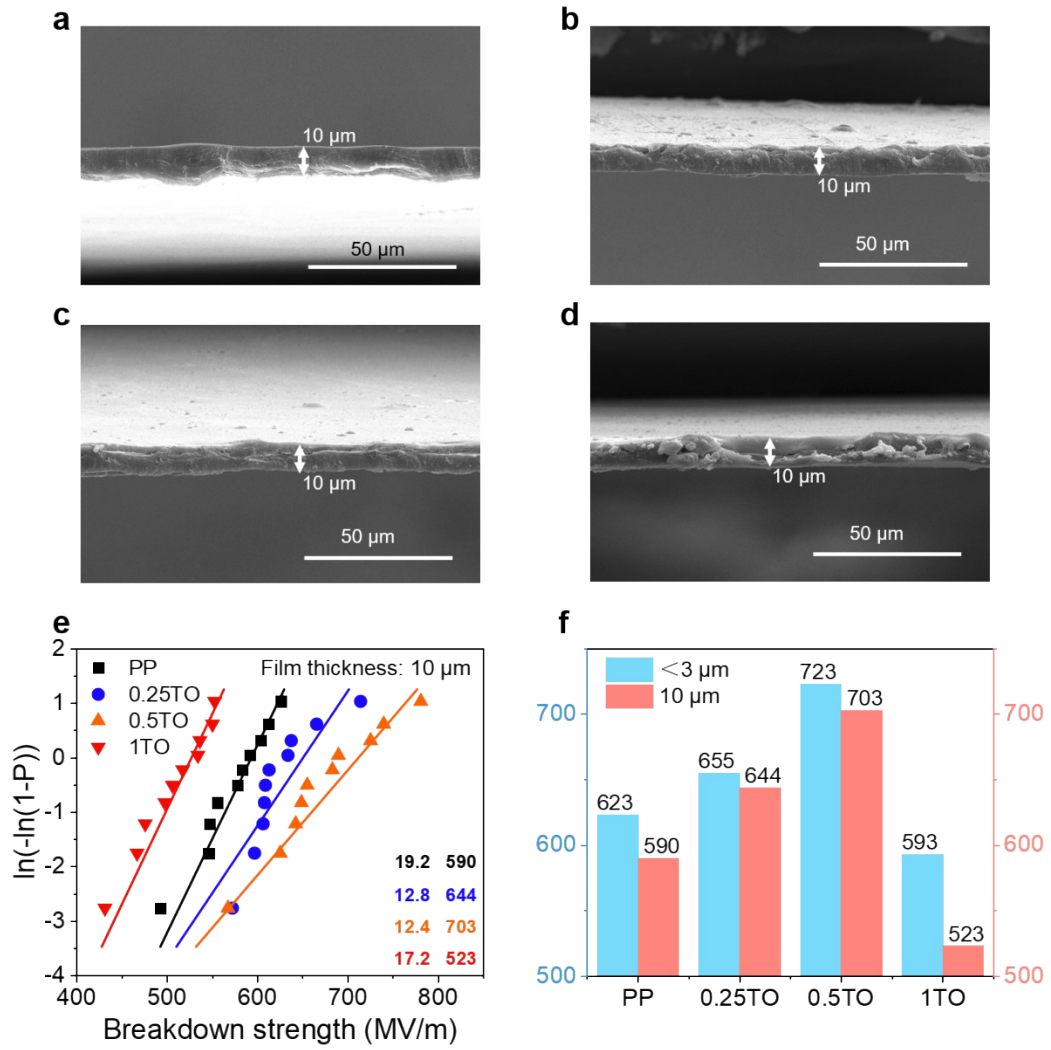 a
10 μm
50 μm
b
10 μm
50 μm
c
10 μm
50 μm
d
10 μm
50 μm
e
ln(-ln(1-P))
2
1
0
-1
-2
-3
-4
PP
0.25TO
0.5TO
1TO
Film thickness: 10 μm
19.2 590
12.8 644
12.4 703
17.2 523
400 500 600 700 800
Breakdown strength (MV/m)
f
<3 μm
10 μm
700
600
500
623
590
655
644
723
703
593
523
700
600
500
PP 0.25TO 0.5TO 1TO